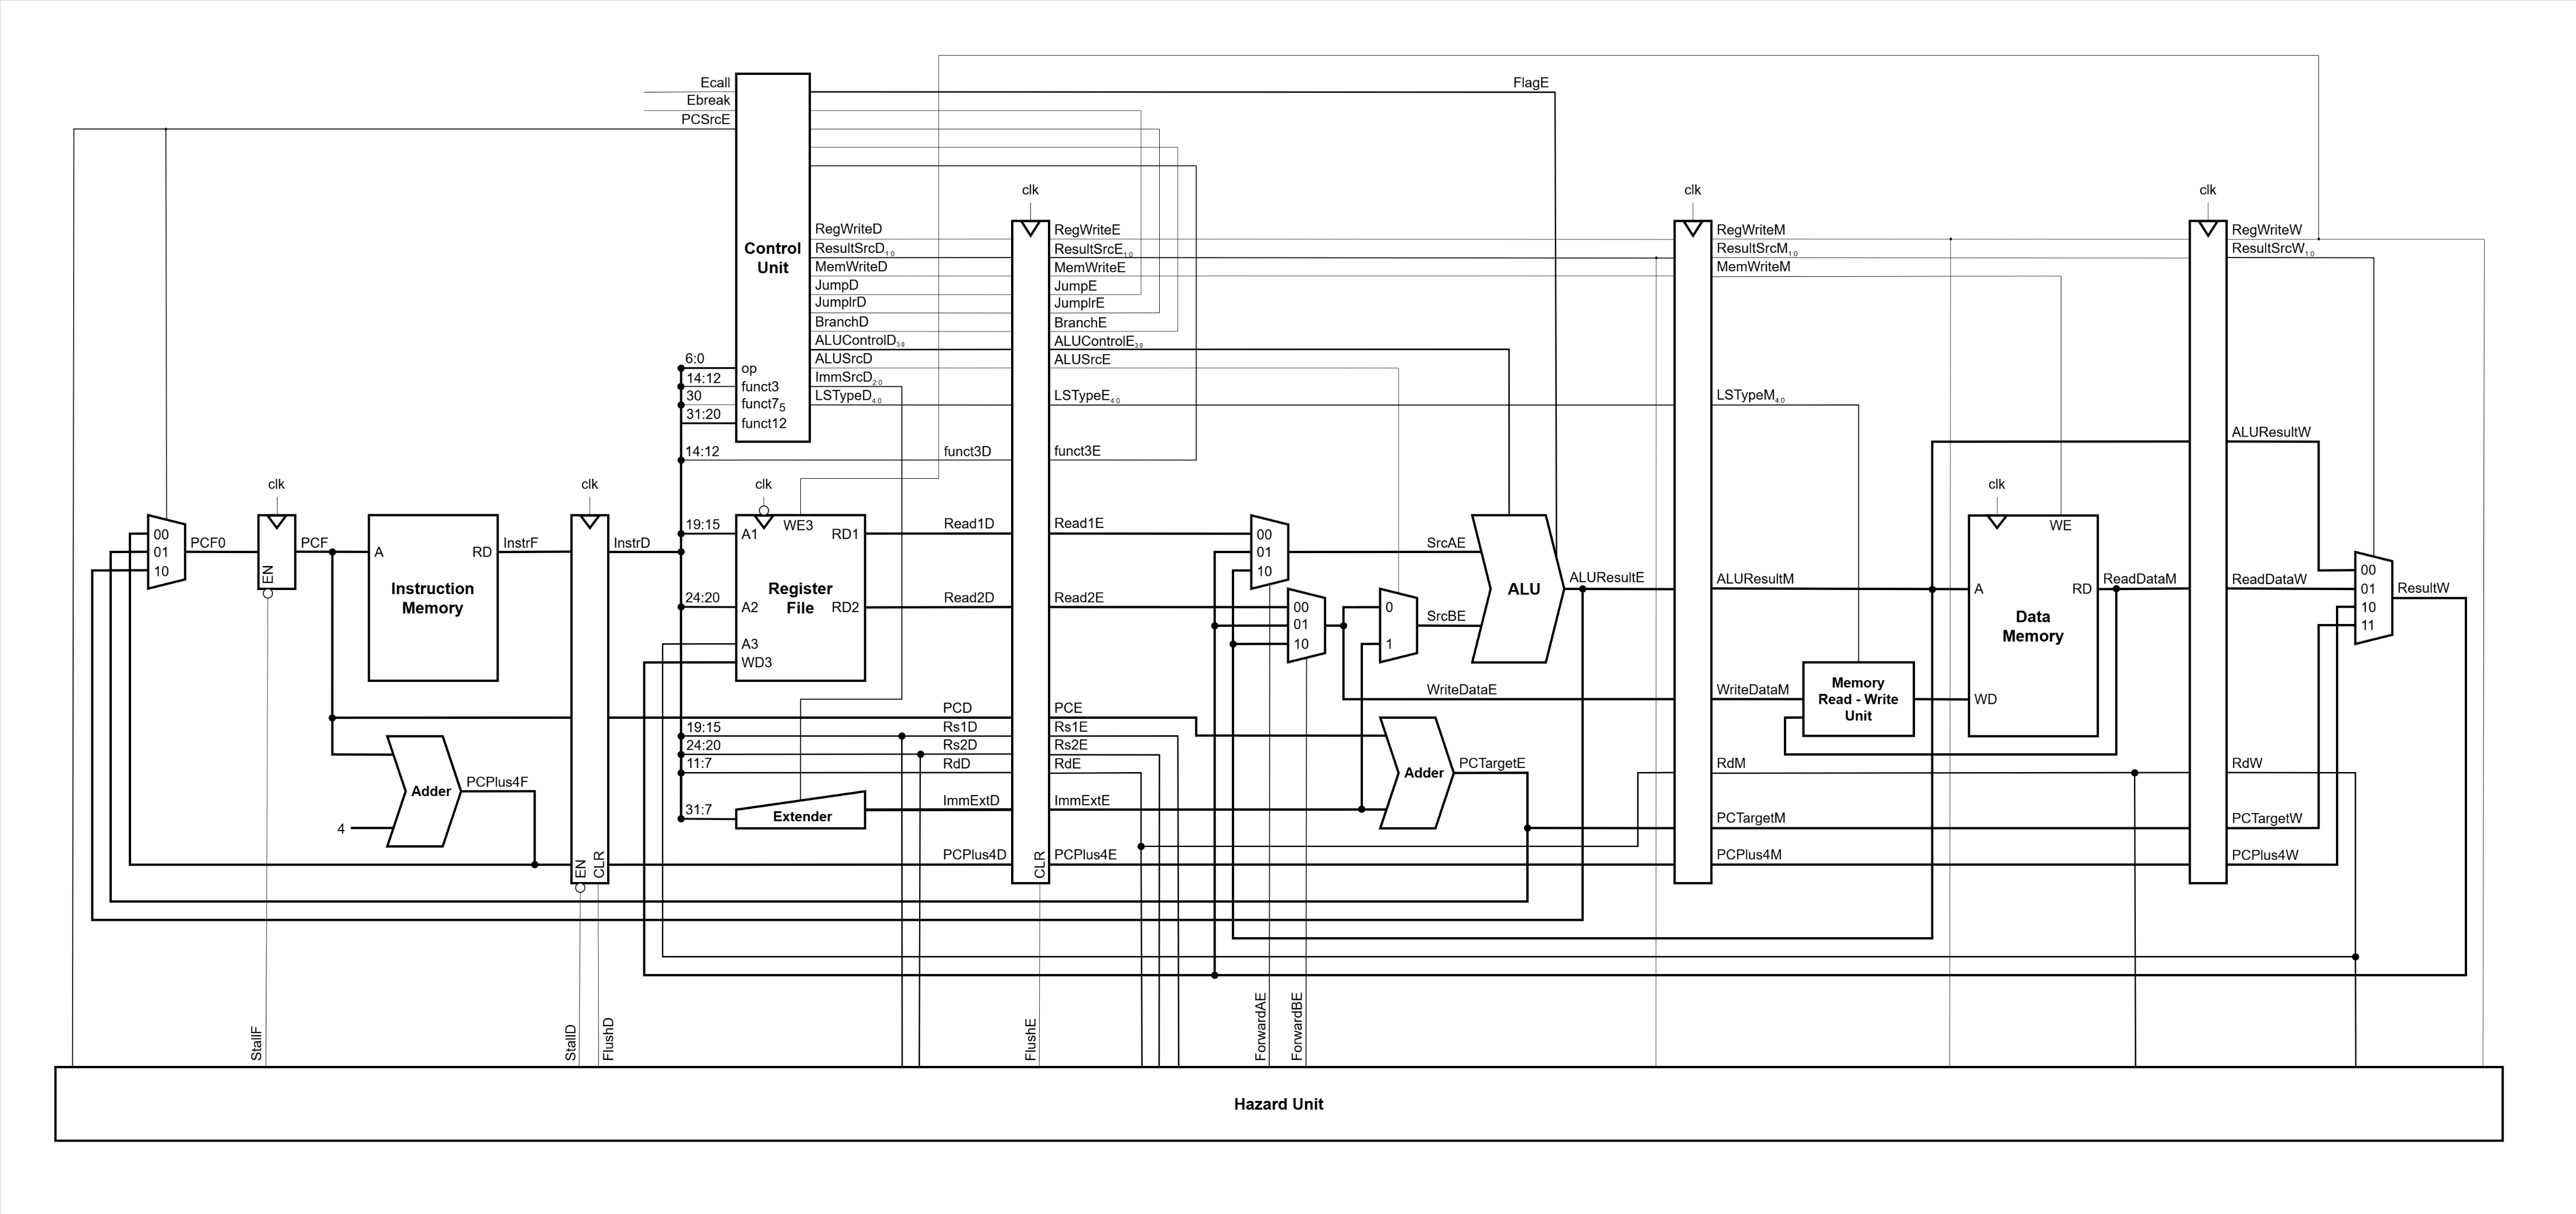 Ecall
Ebreak
PCSrcE
FlagE
clk
clk
clk
Control
Unit
RegWriteD
ResultSrcD1:0
MemWriteD
JumpD
JumplrD
BranchD
ALUControlD3:0
ALUSrcD
ImmSrcD2:0
LSTypeD4:0
RegWriteE
ResultSrcE1:0
MemWriteE
JumpE
JumplrE
BranchE
ALUControlE3:0
ALUSrcE
LSTypeE4:0
RegWriteM
ResultSrcM1:0
MemWriteM
LSTypeM4:0
RegWriteW
ResultSrcW1:0
6:0
op
14:12
funct3
30
funct75
31:20
funct12
14:12
funct3D
funct3E
ALUResultW
clk
clk
clk
clk
00
01
10
PCF0
EN
PCF
A
RD
Instruction
Memory
InstrF
InstrD
19:15
A1
WE3
RD1
Register
File
24:20
A2
RD2
A3
WD3
Read1D
Read2D
Read1E
Read2E
00
01
10
00
01
10
0
1
SrcAE
SrcBE
ALU
ALUResultE
ALUResultM
WE
A
RD
Data
Memory
WD
ReadDataM
ReadDataW
00
01
10
11
ResultW
WriteDataE
WriteDataM
Memory
Read - Write
Unit
PCD
PCE
19:15
Rs1D
Rs1E
24:20
Rs2D
Rs2E
11:7
RdD
RdE
RdM
RdW
Adder
PCPlus4F
4
31:7
Extender
ImmExtD
ImmExtE
Adder
PCTargetE
PCTargetM
PCTargetW
EN
CLR
PCPlus4D
CLR
PCPlus4E
PCPlus4M
PCPlus4W
StallF
StallD
FlushD
FlushE
ForwardAE
ForwardBE
Hazard Unit